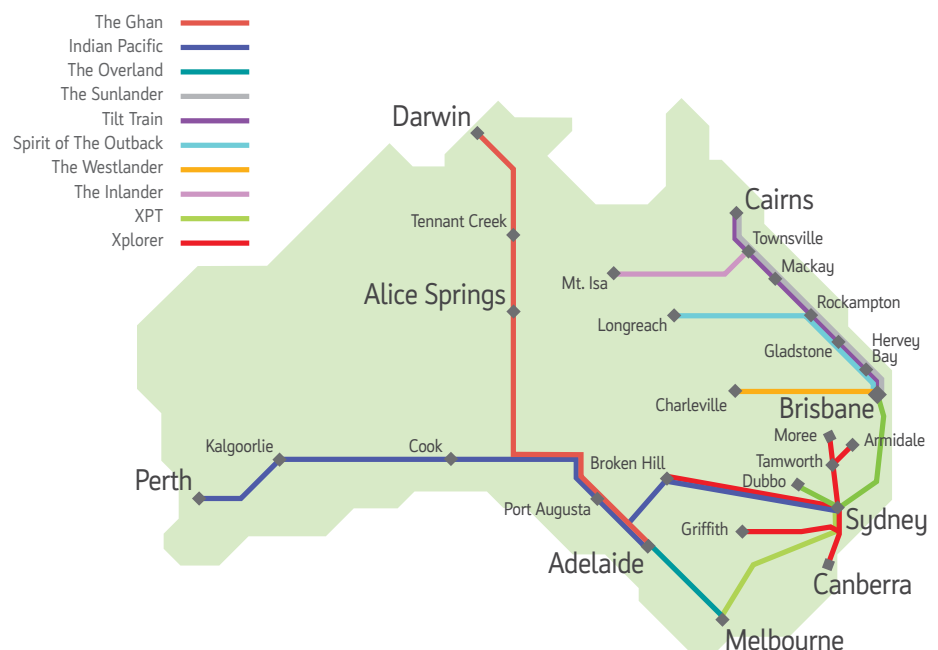 The Ghan
Indian Pacific
The Overland
The Sunlander
Tilt Train
Spirit of The Outback
The Westlander
The Inlander
XPT
Xplorer
Darwin
Cairns
Tennant Creek
Townsville
Mackay
Mt. Isa
Alice Springs
Rockampton
Longreach
Gladstone
Hervey
Bay
Charleville
Brisbane
Moree
Armidale
Kalgoorlie
Cook
Broken Hill
Tamworth
Perth
Dubbo
Port Augusta
Sydney
Griffith
Adelaide
Canberra
Melbourne